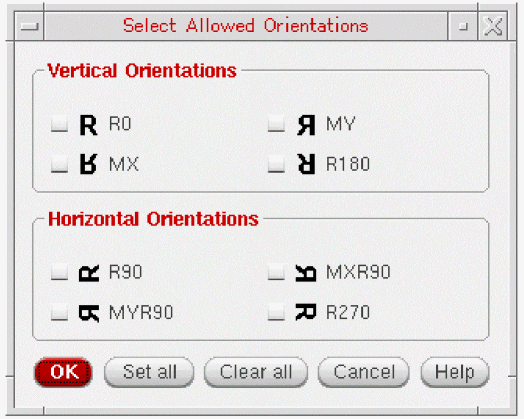 Select Allowed Orientations
Vertical Orientations
R R0
Я MY
MX
R180
Horizontal Orientations
R90
MXR90
MYR90
R270
OK Set all Clear all Cancel Help